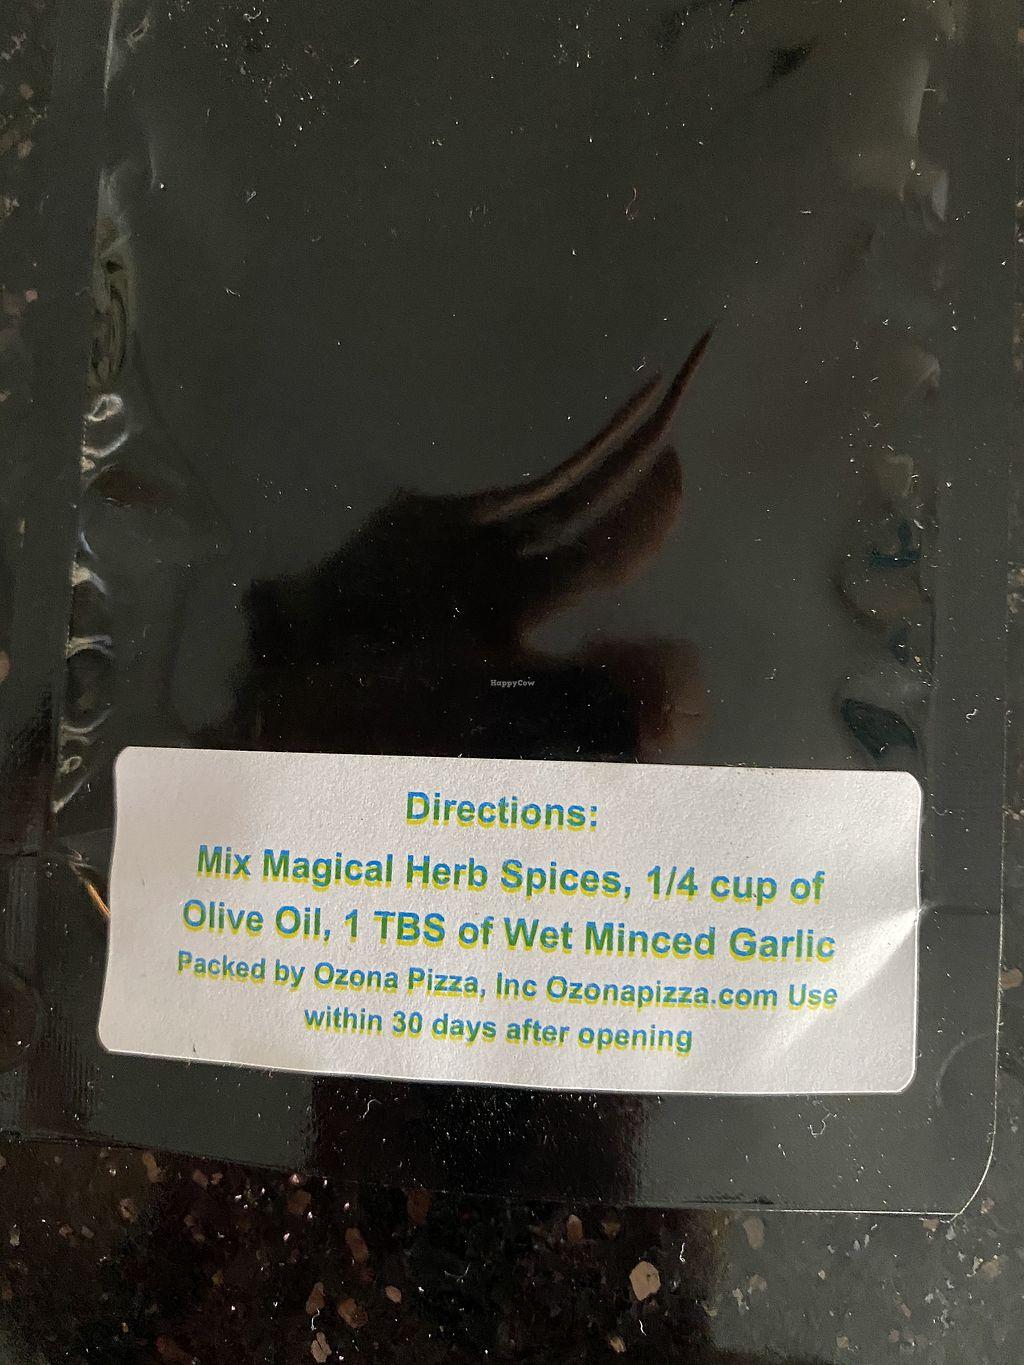 HappyCow
Directions:
Mix Magical Herb Spices, 1/4 cup of
Olive Oil, 1 TBS of Wet Minced Garlic
Packed by Ozona Pizza, Inc Ozonapizza.com Use
within 30 days after opening